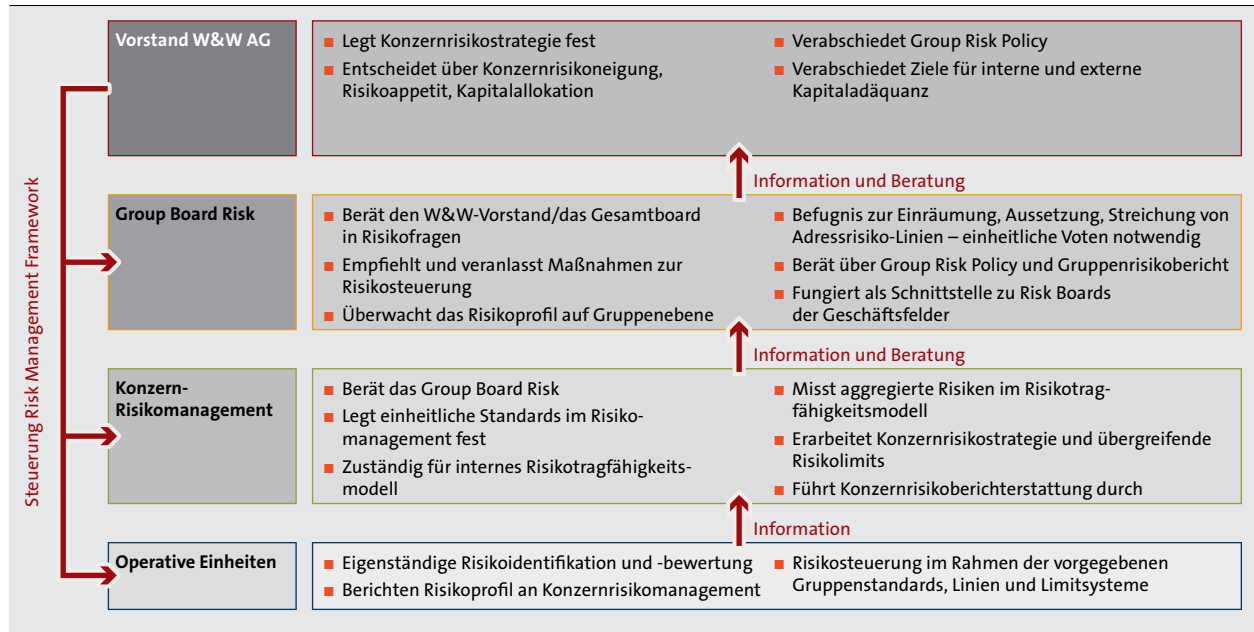 Steuerung Risk Management Framework
Vorstand W&W AG
■ Legt Konzernrisikostrategie fest
■ Entscheidet über Konzernrisikoneigung,
Risikoappetit, Kapitalallokation
■ Verabschiedet Group Risk Policy
■ Verabschiedet Ziele für interne und externe
Kapitaladäquanz
Information und Beratung
Group Board Risk
■ Berät den W&W-Vorstand/das Gesamtboard
in Risikofragen
■ Empfiehlt und veranlasst Maßnahmen zur
Risikosteuerung
■ Überwacht das Risikoprofil auf Gruppenebene
■ Befugnis zur Einräumung, Aussetzung, Streichung von
Adressrisiko-Linien – einheitliche Voten notwendig
■ Berät über Group Risk Policy und Gruppenrisikobericht
■ Fungiert als Schnittstelle zu Risk Boards
der Geschäftsfelder
Information und Beratung
Konzern-
Risikomanagement
■ Berät das Group Board Risk
■ Legt einheitliche Standards im Risiko-
management fest
■ Zuständig für internes Risikotragfähigkeits-
modell
■ Misst aggregierte Risiken im Risikotrag-
fähigkeitsmodell
■ Erarbeitet Konzernrisikostrategie und übergreifende
Risikolimits
■ Führt Konzernrisikoberichterstattung durch
Information
Operative Einheiten
■ Eigenständige Risikoidentifikation und -bewertung
■ Berichten Risikoprofil an Konzernrisikomanagement
■ Risikosteuerung im Rahmen der vorgegebenen
Gruppenstandards, Linien und Limitsysteme